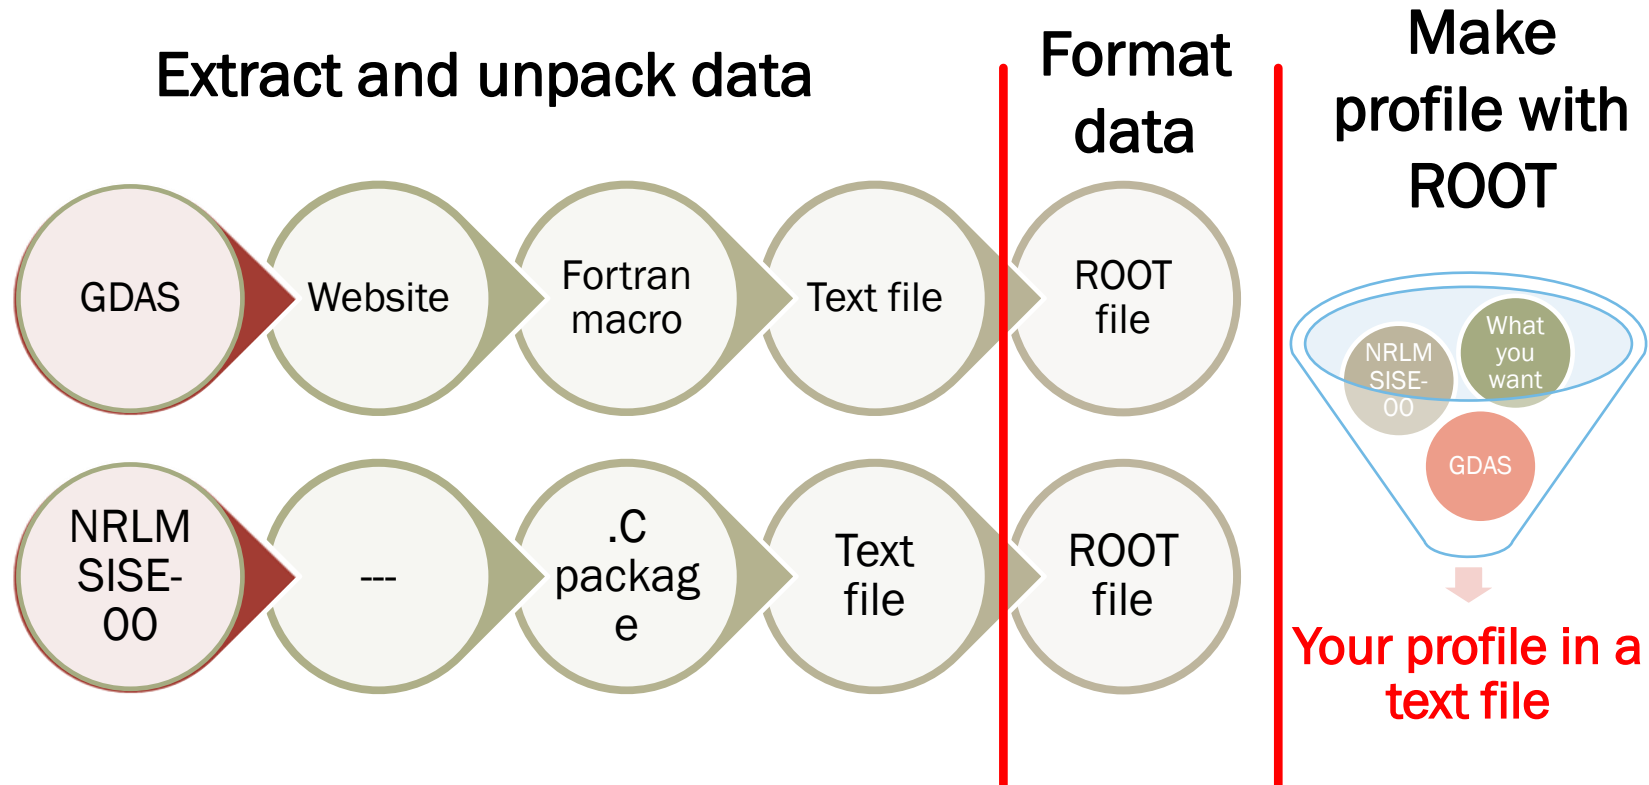 Extract and unpack data
Format
data
Make
profile with
ROOT
GDAS
Website
Fortran
macro
Text file
ROOT
file
NRLM
SISE-
00
---
.C
packag
e
Text
file
ROOT
file
NRLM
SISE-
00
What
you
want
GDAS
Your profile in a
text file